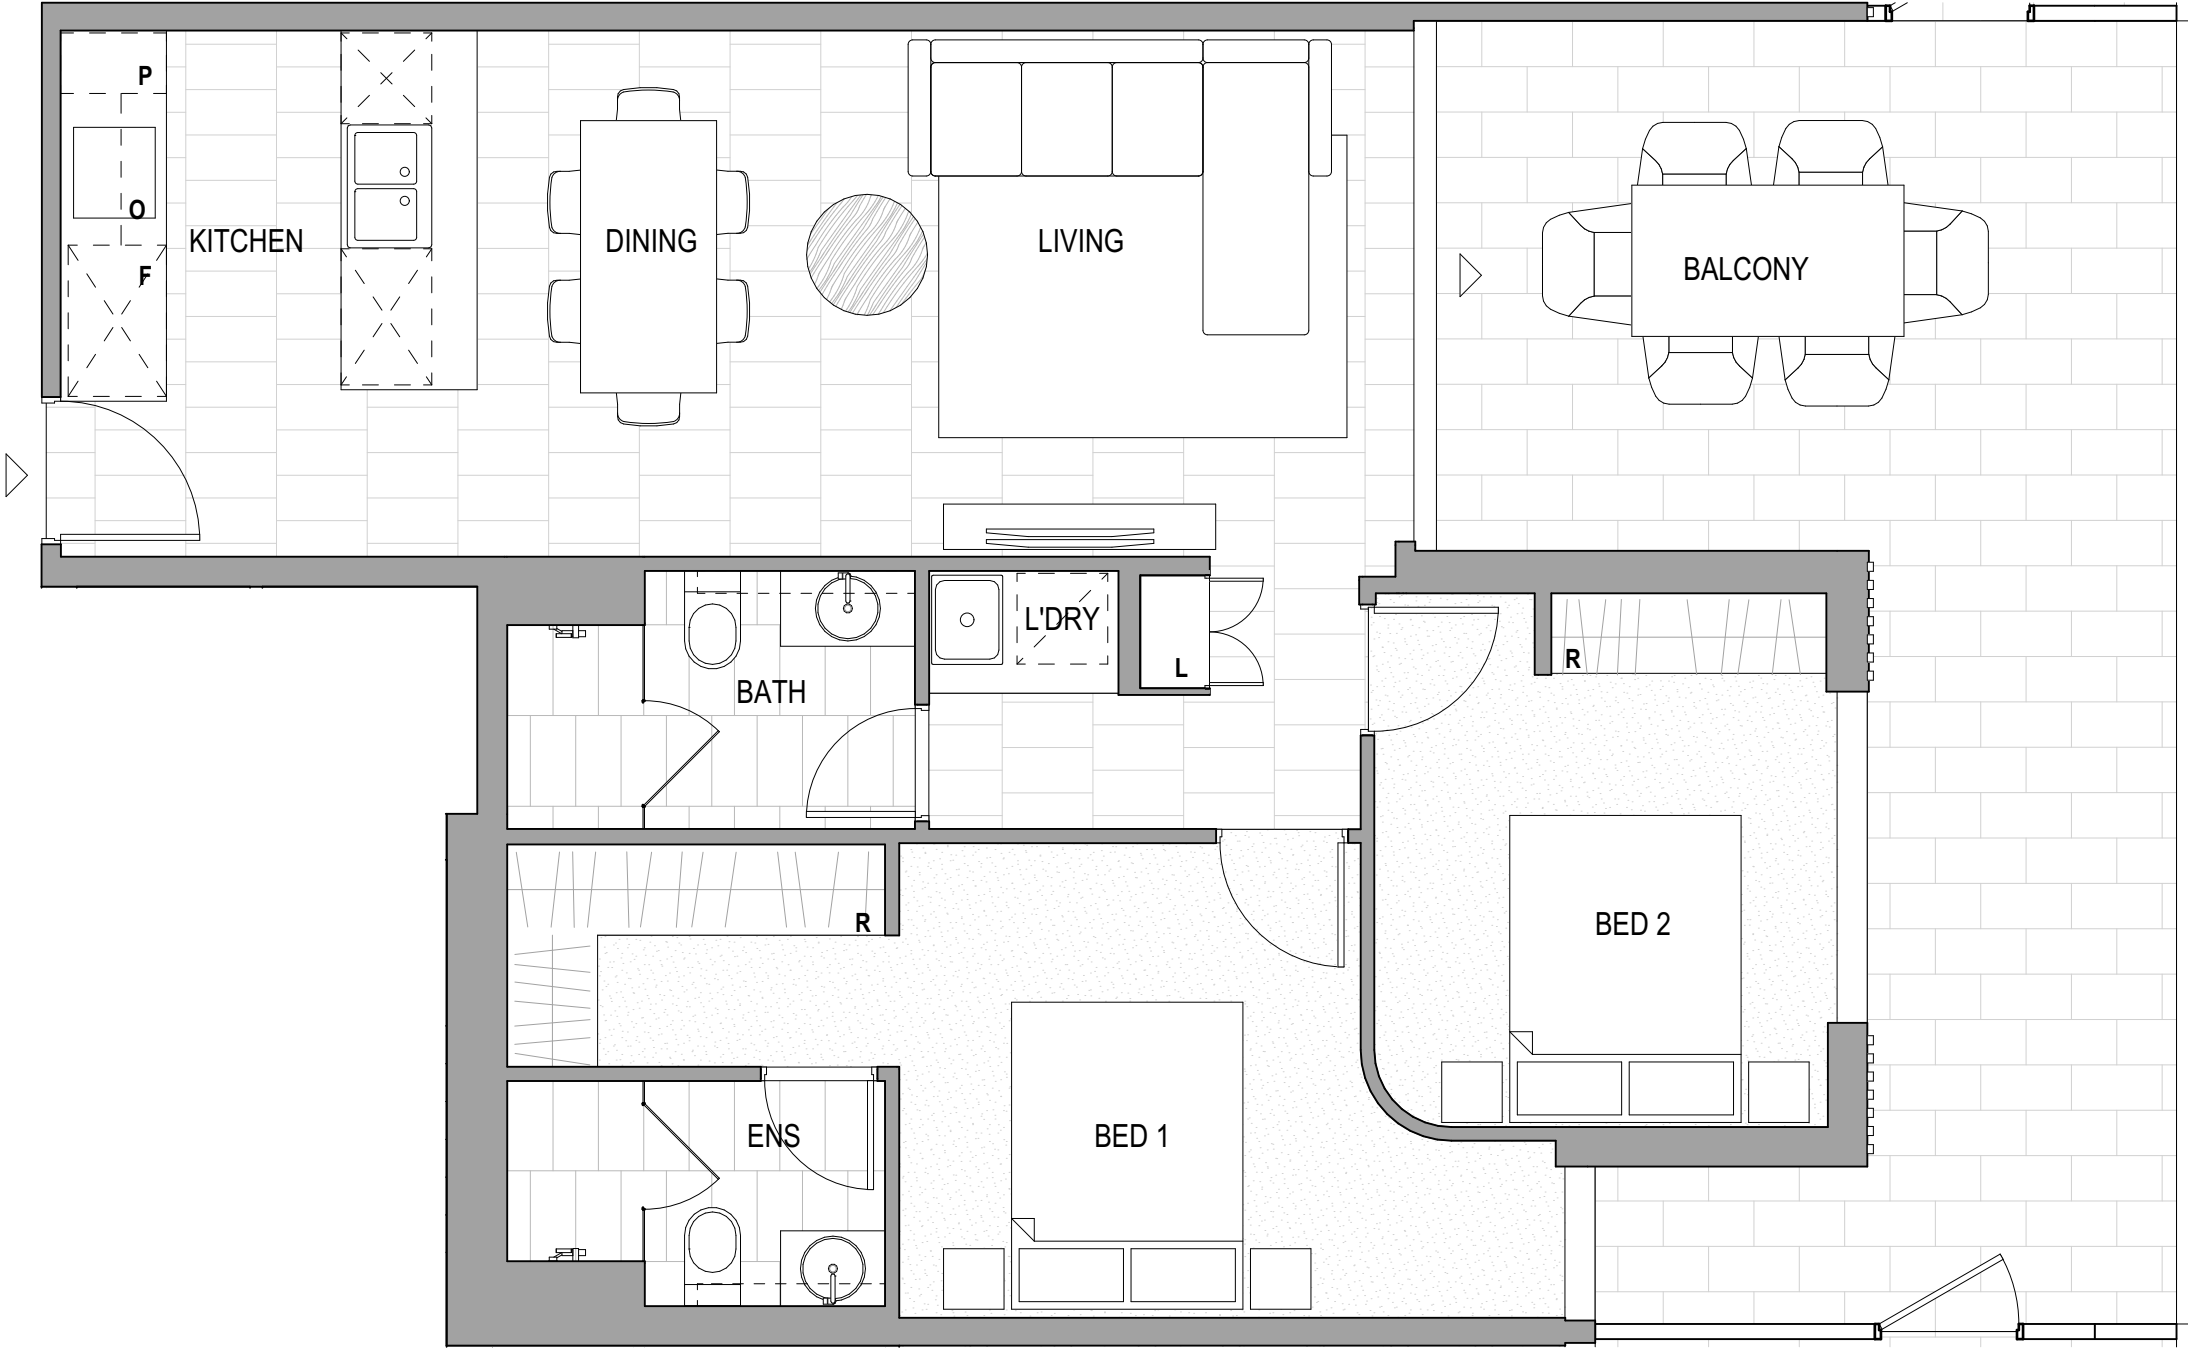 P
O
F
KITCHEN
DINING
LIVING
BALCONY
L'DRY
BATH
L
R
R
BED 2
ENS
BED 1